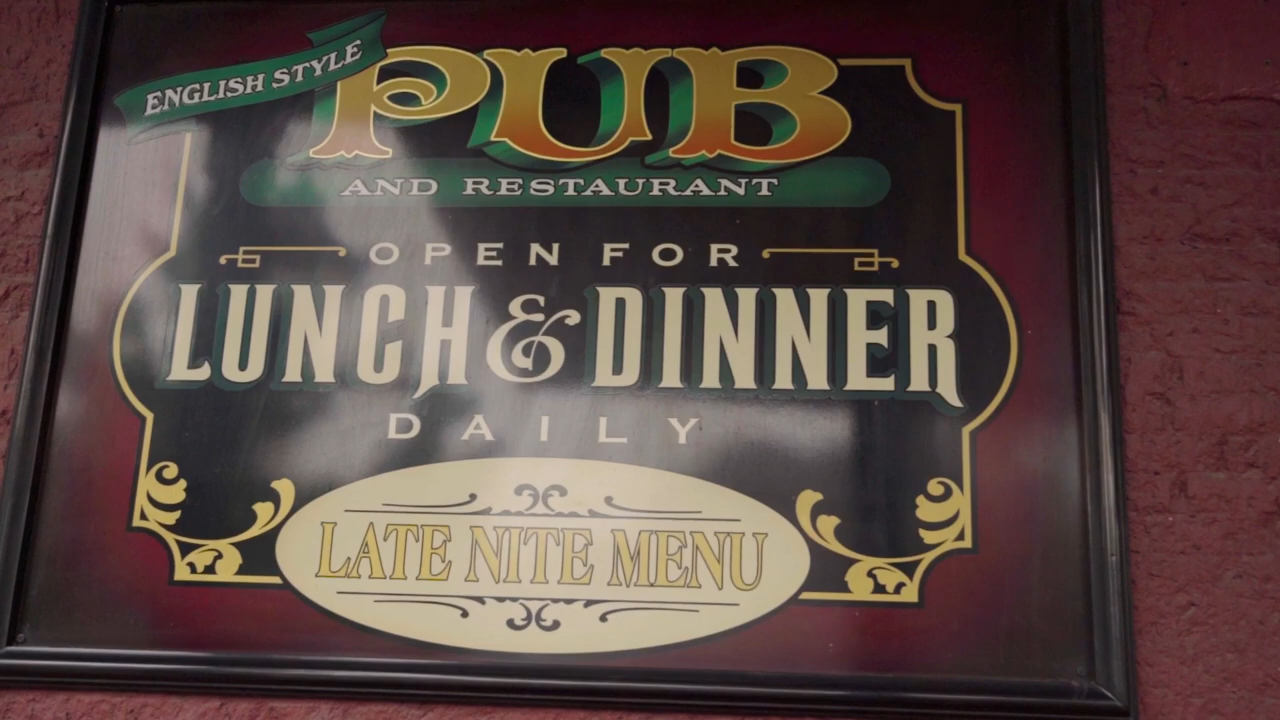 ENGLISH STYLE
PUB
AND RESTAURANT
OPEN FOR
LUNCH & DINNER
DAILY
LATE NITE MENU